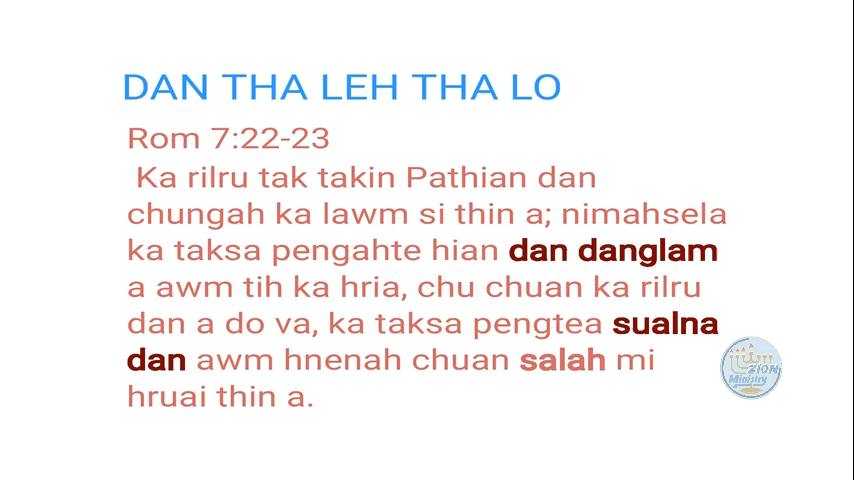 DAN THA LEH THA LO
Rom 7:22-23
Ka rilru tak takin Pathian dan
chungah ka lawm si thin a; nimahsela
ka taksa pengahte hian dan danglam
a awm tih ka hria, chu chuan ka rilru
dan a do va, ka taksa pengtea sualna
dan awm hnenah chuan salah mi
hruai thin a.
ZION
Ministry